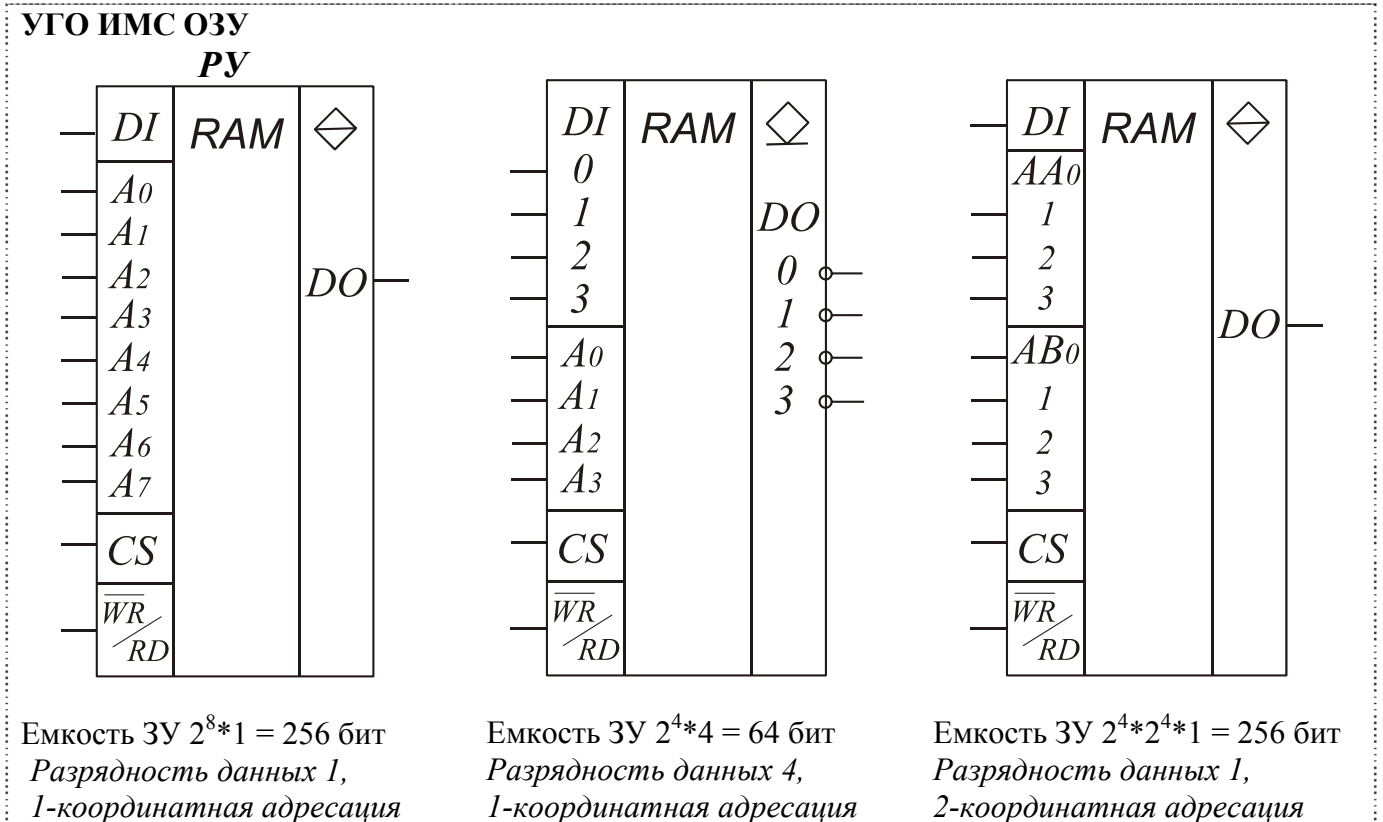 УГО ИМС ОЗУ
РУ
DI
RAM
A0
A1
A2
A3
A4
A5
A6
A7
CS
WR
/RD
DO
DI
RAM
0
1
2
3
A0
A1
A2
A3
CS
WR
/RD
DO
0
1
2
3
DI
RAM
AA0
1
2
3
AB0
1
2
3
CS
WR
/RD
DO
Емкость ЗУ 2^8*1 = 256 бит
Разрядность данных 1,
1-координатная адресация
Емкость ЗУ 2^4*4 = 64 бит
Разрядность данных 4,
1-координатная адресация
Емкость ЗУ 2^4*2^4*1 = 256 бит
Разрядность данных 1,
2-координатная адресация